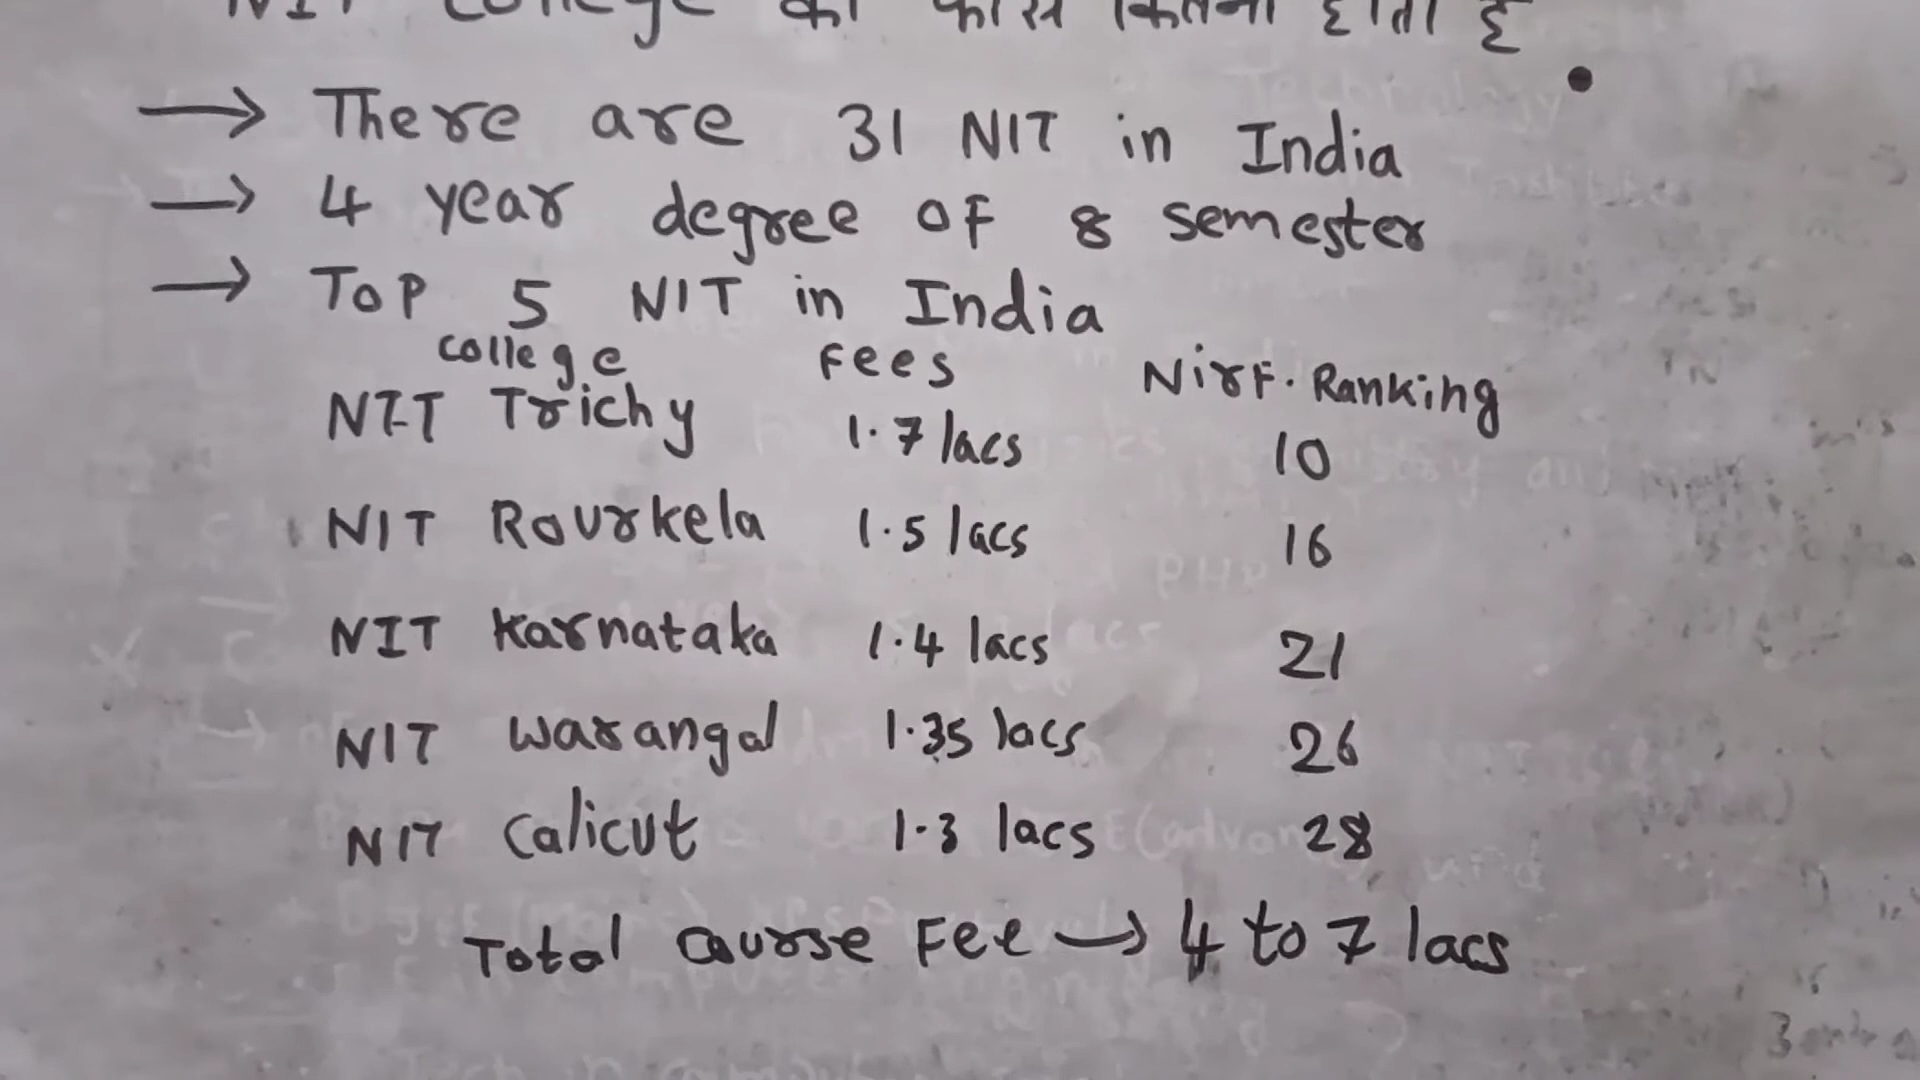 NIT College का फीस कितना होता है
→ There are 31 NIT in India
→ 4 year degree of 8 semester
→ Top 5 NIT in India
college Fees Nirf. Ranking
NIT Trichy 1.7 lacs 10
NIT Rourkela 1.5 lacs 16
NIT Karnataka 1.4 lacs 21
NIT Warangal 1.35 lacs 26
NIT Calicut 1.3 lacs 28
Total Course Fee → 4 to 7 lacs